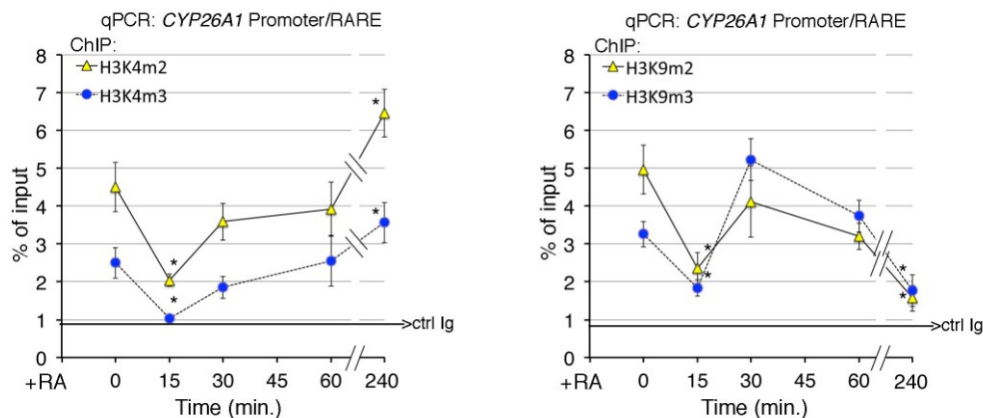 qPCR: CYP26A1 Promoter/RARE
ChIP:
H3K4m2
H3K4m3
% of input
8
7
6
5
4
3
2
1
0
* * * *
>ctrl Ig
+RA 0 15 30 60 240
Time (min.)
qPCR: CYP26A1 Promoter/RARE
ChIP:
H3K9m2
H3K9m3
% of input
8
7
6
5
4
3
2
1
0
* * * *
>ctrl Ig
+RA 0 15 30 45 60 240
Time (min.)